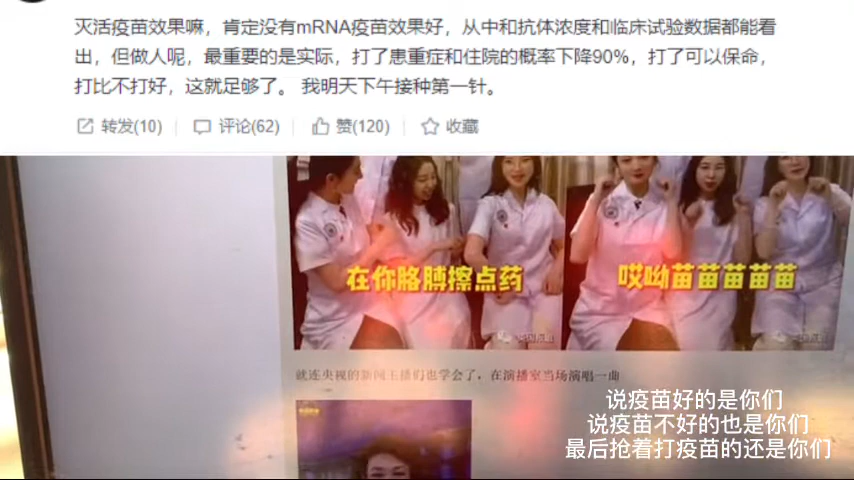 灭活疫苗效果嘛，肯定没有mRNA疫苗效果好，从中和抗体浓度和临床试验数据都能看
出，但做人呢，最重要的是实际，打了患重症和住院的概率下降90%，打了可以保命，
打比不打好，这就足够了。 我明天下午接种第一针。
转发(10) 评论(62) 赞(120) 收藏
在你胳膊擦点药
哎呦苗苗苗苗苗
就连央视的新闻主播们也学会了，在演播室当场演唱一曲
说疫苗好的是你们
说疫苗不好的也是你们
最后抢着打疫苗的还是你们